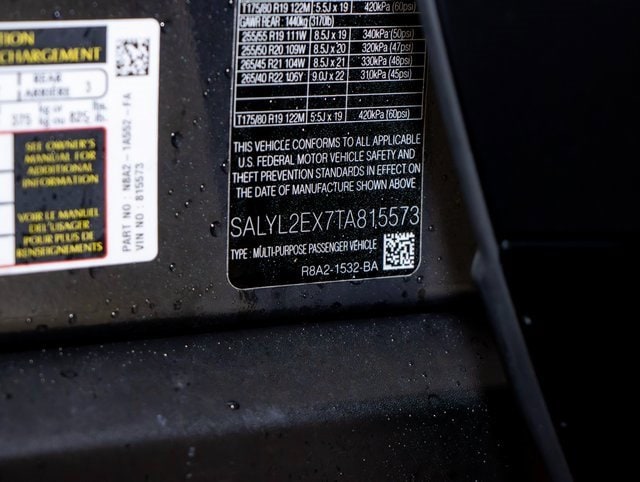 TION
CHARGEMENT
REAR
ARRIÈRE 3
575 kg or ou 825 lb.
SEE OWNER'S
MANUAL FOR
ADDITIONAL
INFORMATION
VOIR LE MANUEL
DE L'USAGER
POUR PLUS DE
RENSEIGNEMENTS
PART NO : N8A2 - 1A552 - FA
VIN NO : 815573
T175/80 R19 122M 5.5J x 19 420kPa (60psi)
GAWR REAR: 1440kg (3170lb)
255/55 R19 111W 8.5J x 19 340kPa (50psi)
255/50 R20 109W 8.5J x 20 320kPa (47psi)
265/45 R21 104W 8.5J x 21 330kPa (48psi)
265/40 R22 106Y 9.0J x 22 310kPa (45psi)
T175/80 R19 122M 5.5J x 19 420kPa (60psi)
THIS VEHICLE CONFORMS TO ALL APPLICABLE
U.S. FEDERAL MOTOR VEHICLE SAFETY AND
THEFT PREVENTION STANDARDS IN EFFECT ON
THE DATE OF MANUFACTURE SHOWN ABOVE
SALYL2EX7TA815573
TYPE : MULTI-PURPOSE PASSENGER VEHICLE
R8A2-1532-BA